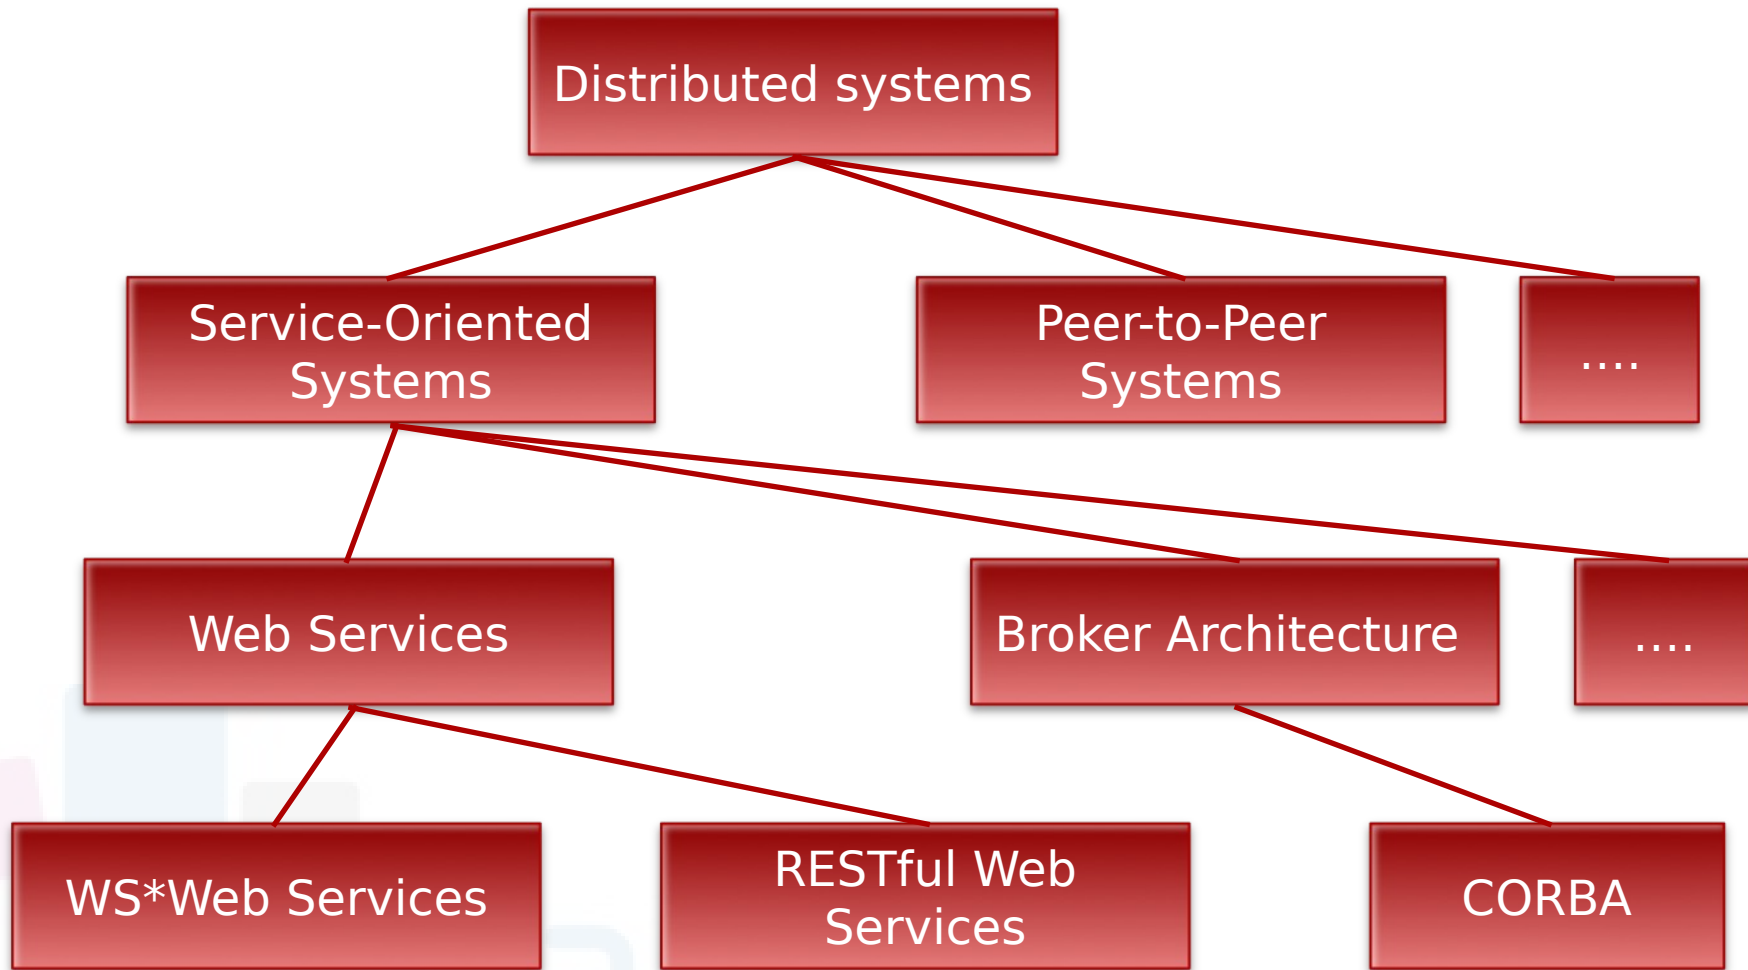 Distributed systems
Service-Oriented
Systems
Peer-to-Peer
Systems
....
Web Services
Broker Architecture
....
WS*Web Services
RESTful Web
Services
CORBA